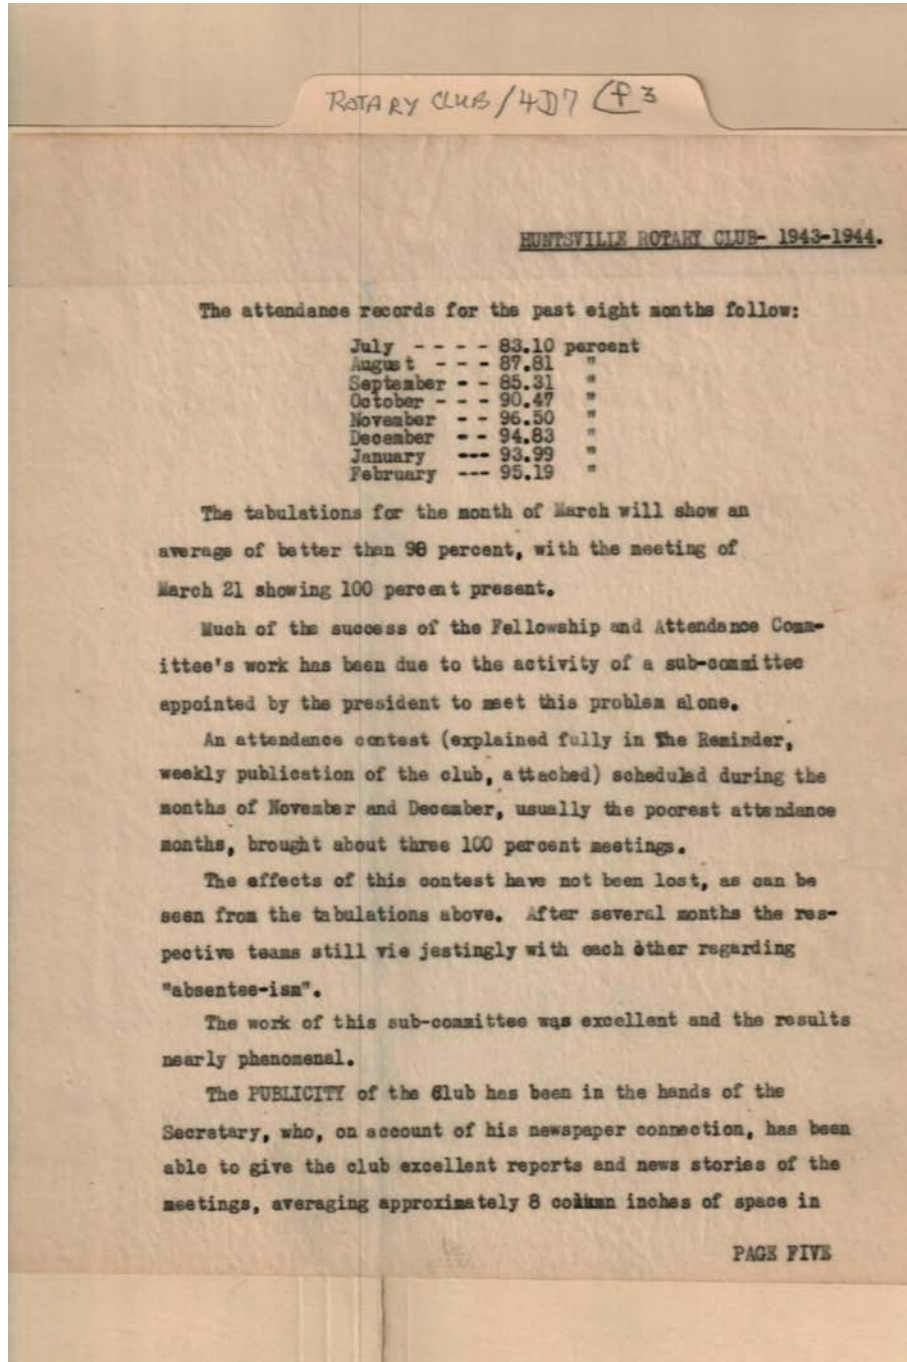 ROTARY CLUB/4D7 (f3
HUNTSVILLE ROTARY CLUB- 1943-1944.
The attendance records for the past eight months follow:
July - - - - 83.10 percent
August - - - 87.81 "
September - - 85.31 "
October - - - 90.47 "
November - - 96.50 "
December - - 94.83 "
January --- 93.99 "
February --- 95.19 "
The tabulations for the month of March will show an
average of better than 98 percent, with the meeting of
March 21 showing 100 percent present.
Much of the success of the Fellowship and Attendance Comm-
ittee's work has been due to the activity of a sub-committee
appointed by the president to meet this problem alone.
An attendance contest (explained fully in The Reminder,
weekly publication of the club, attached) scheduled during the
months of November and December, usually the poorest attendance
months, brought about three 100 percent meetings.
The effects of this contest have not been lost, as can be
seen from the tabulations above. After several months the res-
pective teams still vie jestingly with each other regarding
"absentee-ism".
The work of this sub-committee was excellent and the results
nearly phenomenal.
The PUBLICITY of the Club has been in the hands of the
Secretary, who, on account of his newspaper connection, has been
able to give the club excellent reports and news stories of the
meetings, averaging approximately 8 column inches of space in
PAGE FIVE